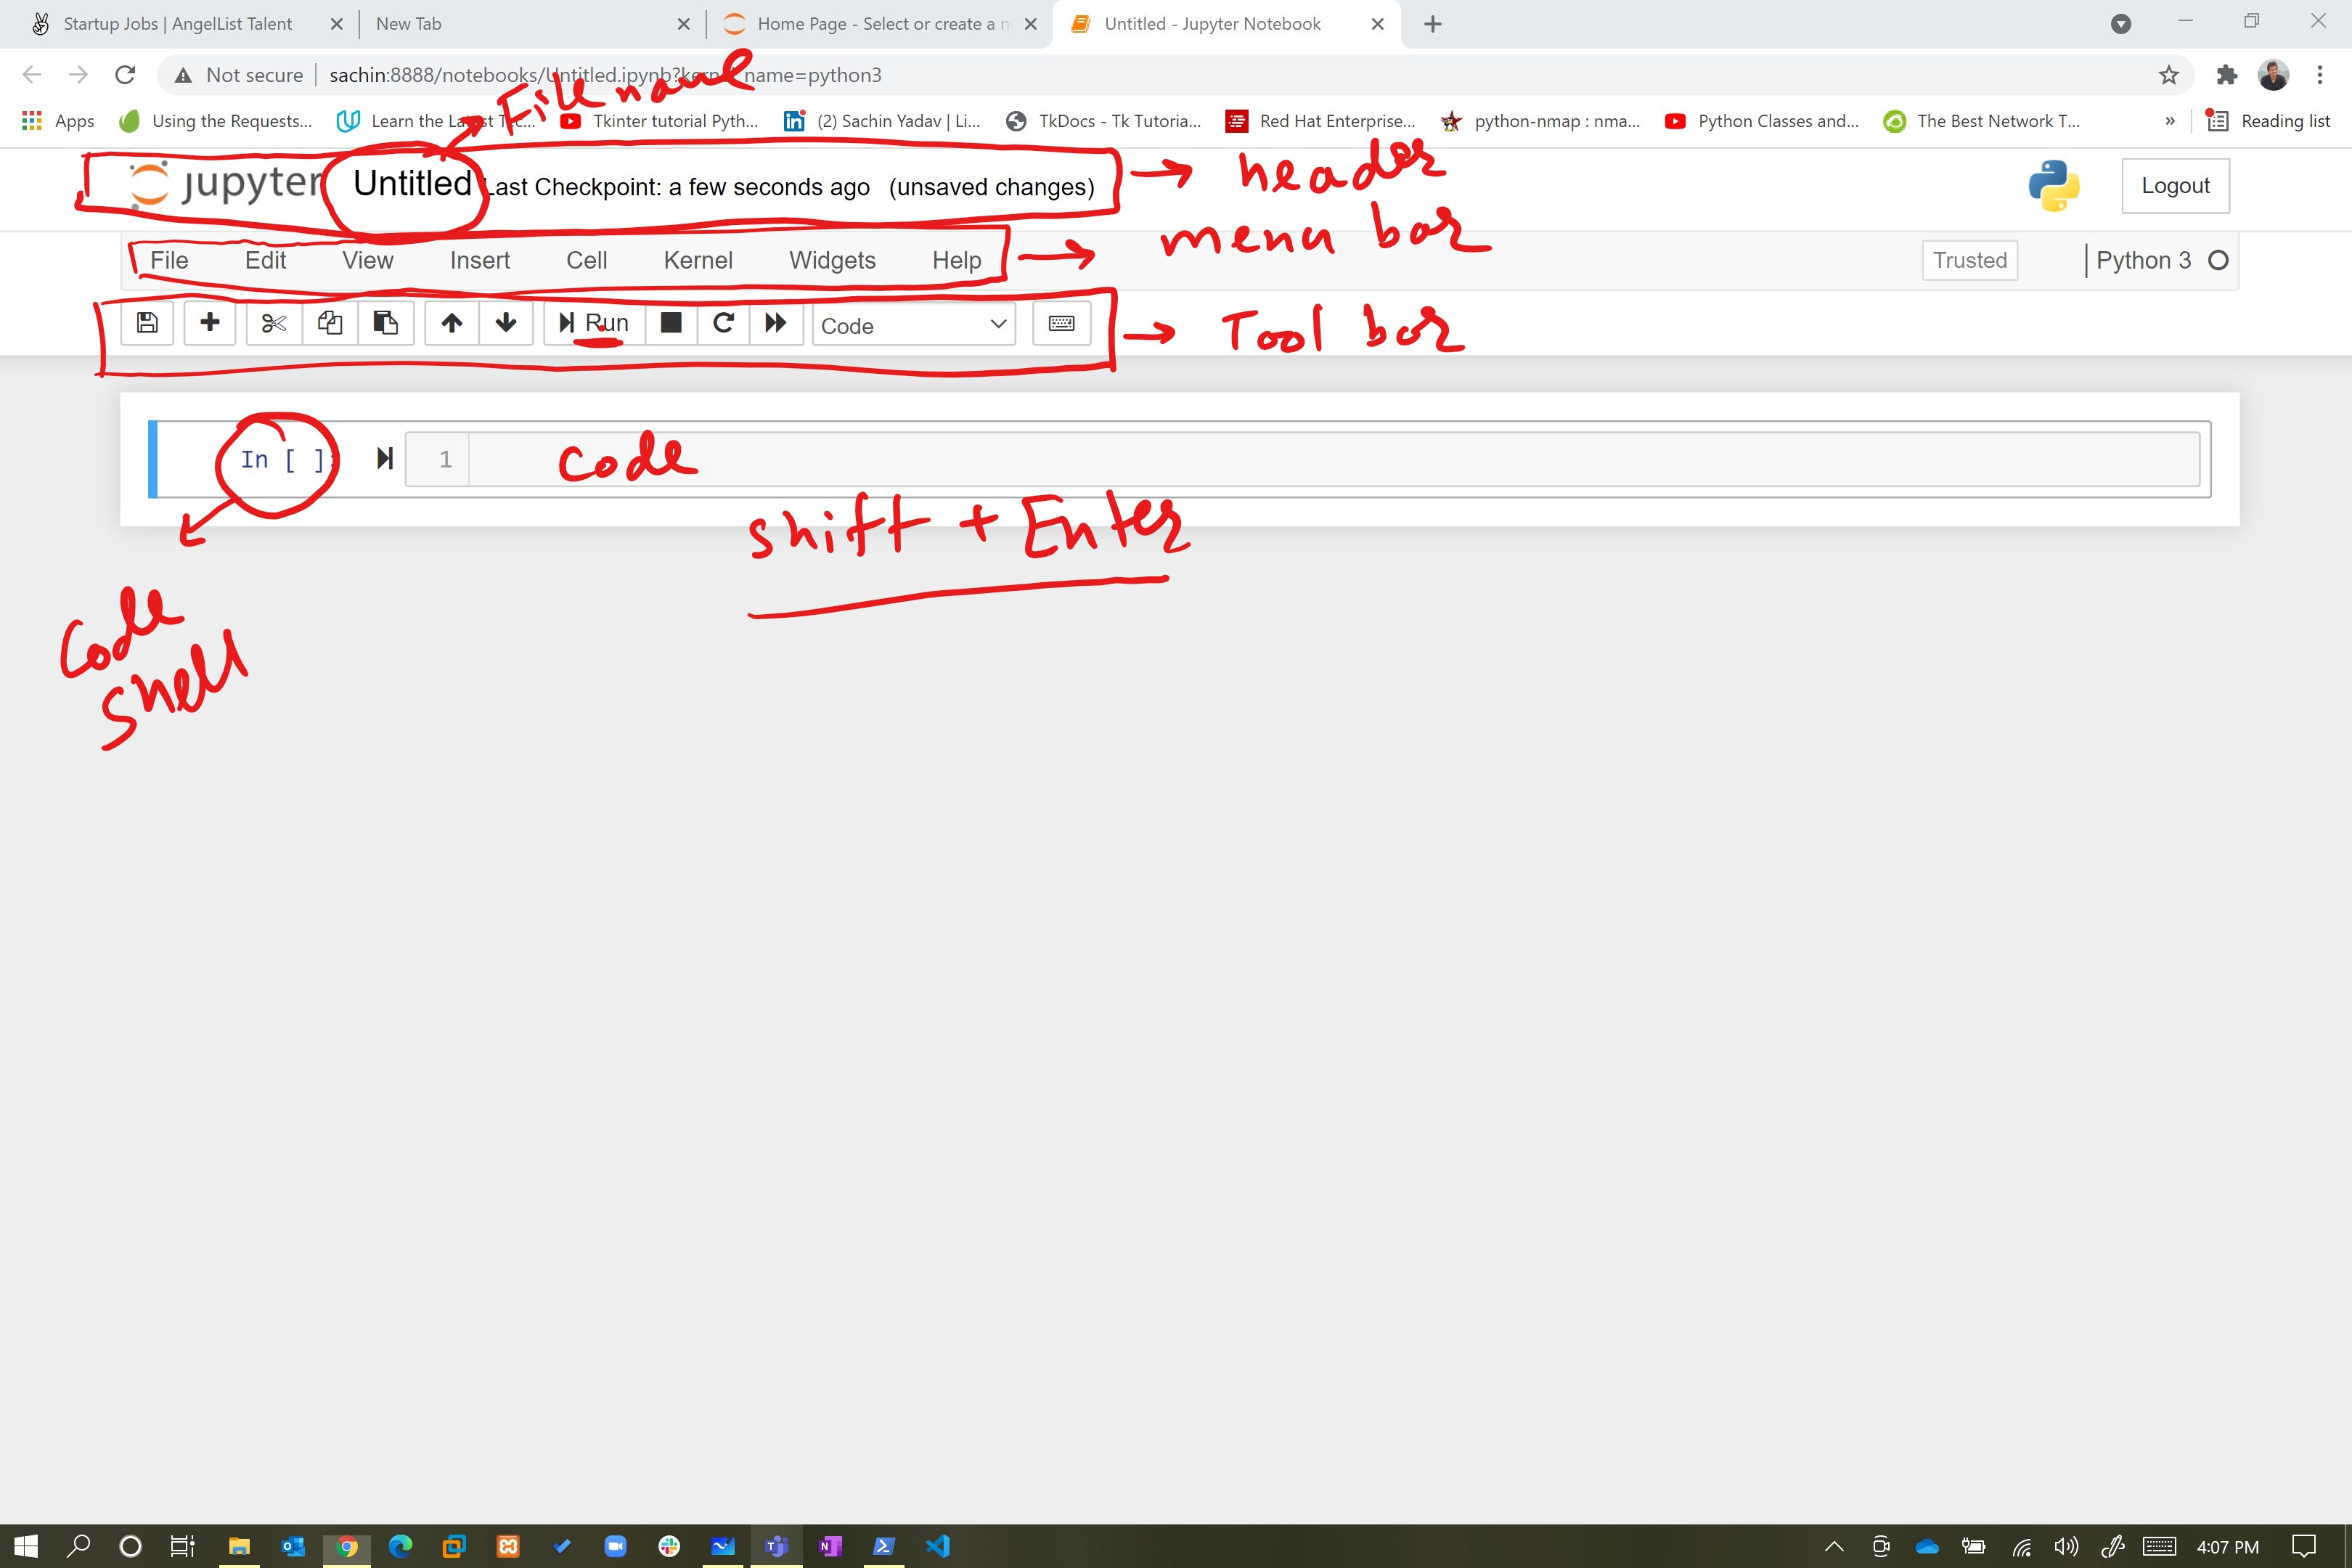 Startup Jobs | AngelList Talent
New Tab
Home Page - Select or create a n
Untitled - Jupyter Notebook
Not secure | sachin:8888/notebooks/Untitled.ipynb?kern name=python3
File name
Apps
Using the Requests...
Learn the Latest Tec...
Tkinter tutorial Pyth...
(2) Sachin Yadav | Li...
TkDocs - Tk Tutoria...
Red Hat Enterprise...
python-nmap : nma...
Python Classes and...
The Best Network T...
»
Reading list
jupyter Untitled Last Checkpoint: a few seconds ago (unsaved changes)
header
Logout
File Edit View Insert Cell Kernel Widgets Help
menu bar
Trusted
Python 3
Run
Code
Tool bar
In [ ]:
1
Code
shift + Enter
Code
Shell
4:07 PM